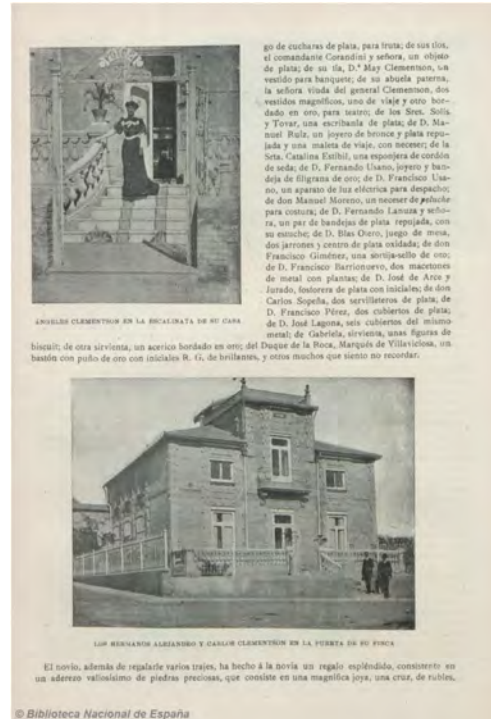 go de cucharas de plata, para fruta; de sus tíos,
el comandante Corandini y señora, un objeto
de plata; de su tía, D.ª May Clementson, un
vestido para banquete; de su abuela paterna,
la señora viuda del general Clementson, dos
vestidos magníficos, uno de viaje y otro bor-
dado en oro, para teatro; de los Sres. Solís
y Tovar, una escribanía de plata; de D. Ma-
nuel Ruiz, un joyero de bronce y plata repu-
jada y una maleta de viaje, con neceser; de la
Srta. Catalina Estibil, una esponjera de cordón
de seda; de D. Fernando Usano, joyero y ban-
deja de filigrana de oro; de D. Francisco Usa-
no, un aparato de luz eléctrica para despacho;
de don Manuel Moreno, un neceser de peluche
para costura; de D. Fernando Lanuza y seño-
ra, un par de bandejas de plata repujada, con
su estuche; de D. Blas Otero, juego de mesa,
dos jarrones y centro de plata oxidada; de don
Francisco Giménez, una sortija-sello de oro;
de D. Francisco Barrionuevo, dos macetones
de metal con plantas; de D. José de Arce y
Jurado, fosforera de plata con iniciales; de don
Carlos Sopeña, dos servilleteros de plata, de
D. Francisco Pérez, dos cubiertos de plata;
de D. José Lagona, seis cubiertos del mismo
metal; de Gabriela, sirvienta, unas figuras de
ÁNGELES CLEMENTSON EN LA ESCALINATA DE SU CASA
biscuit; de otra sirvienta, un acerico bordado en oro; del Duque de la Roca, Marqués de Villaviciosa, un
bastón con puño de oro con iniciales R. G. de brillantes, y otros muchos que siento no recordar.
LOS HERMANOS ALEJANDRO Y CARLOS CLEMENTSON EN LA PUERTA DE SU FINCA
El novio, además de regalarle varios trajes, ha hecho á la novia un regalo espléndido, consistente en
un aderezo valiosísimo de piedras preciosas, que consiste en una magnífica joya, una cruz, de rubíes,
© Biblioteca Nacional de España